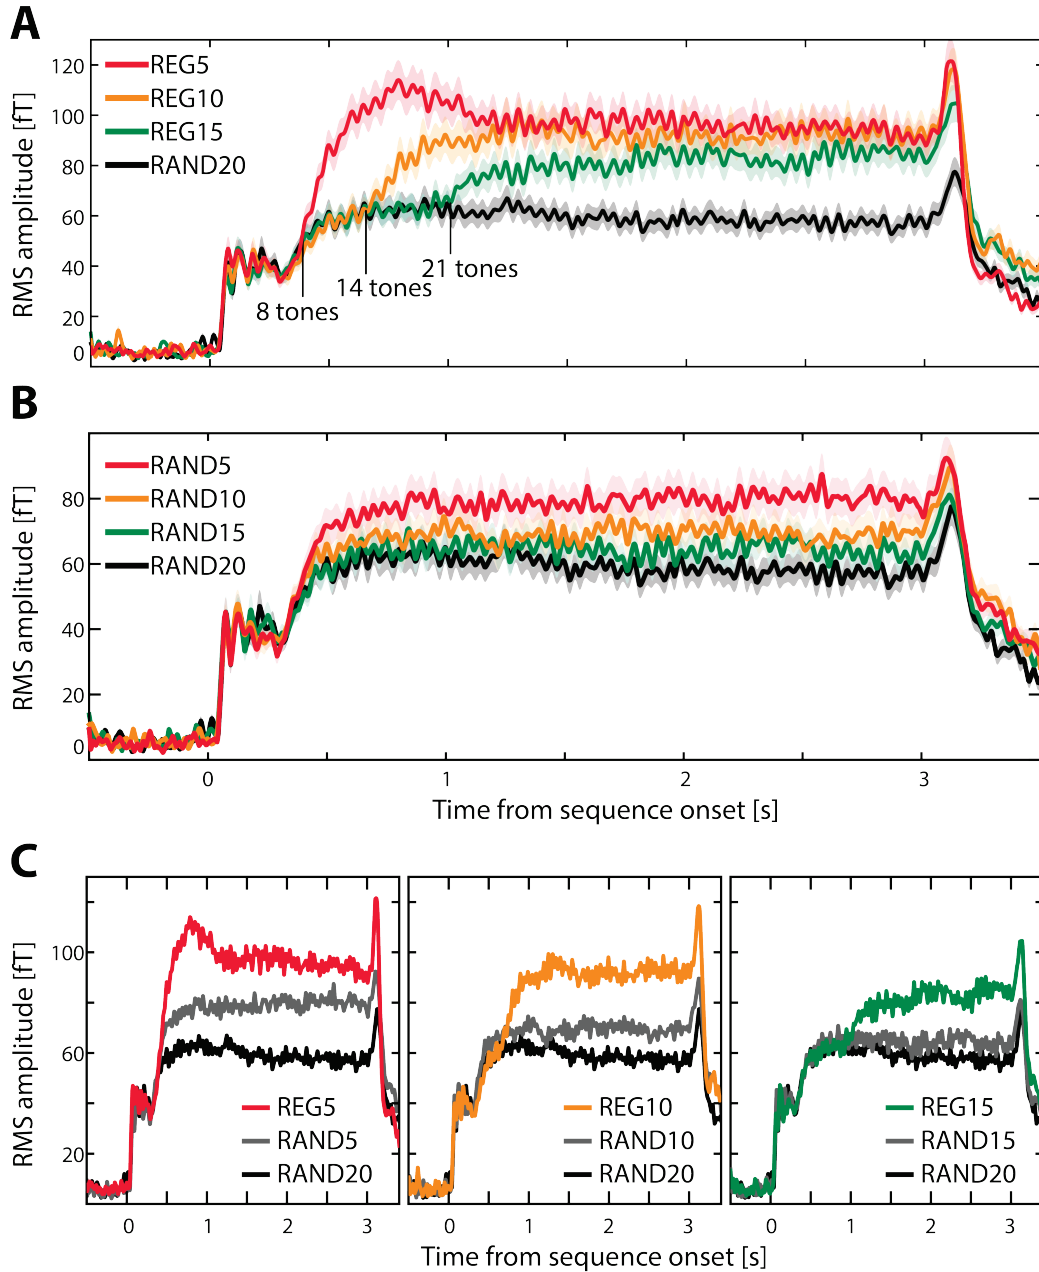 A
RMS amplitude [fT]
120
100
80
60
40
20
0
REG5
REG10
REG15
RAND20
8 tones
14 tones
21 tones
B
RMS amplitude [fT]
80
60
40
20
0
RAND5
RAND10
RAND15
RAND20
0 1 2 3
Time from sequence onset [s]
C
RMS amplitude [fT]
100
60
20
REG5
RAND5
RAND20
REG10
RAND10
RAND20
REG15
RAND15
RAND20
0 1 2 3 0 1 2 3 0 1 2 3
Time from sequence onset [s]